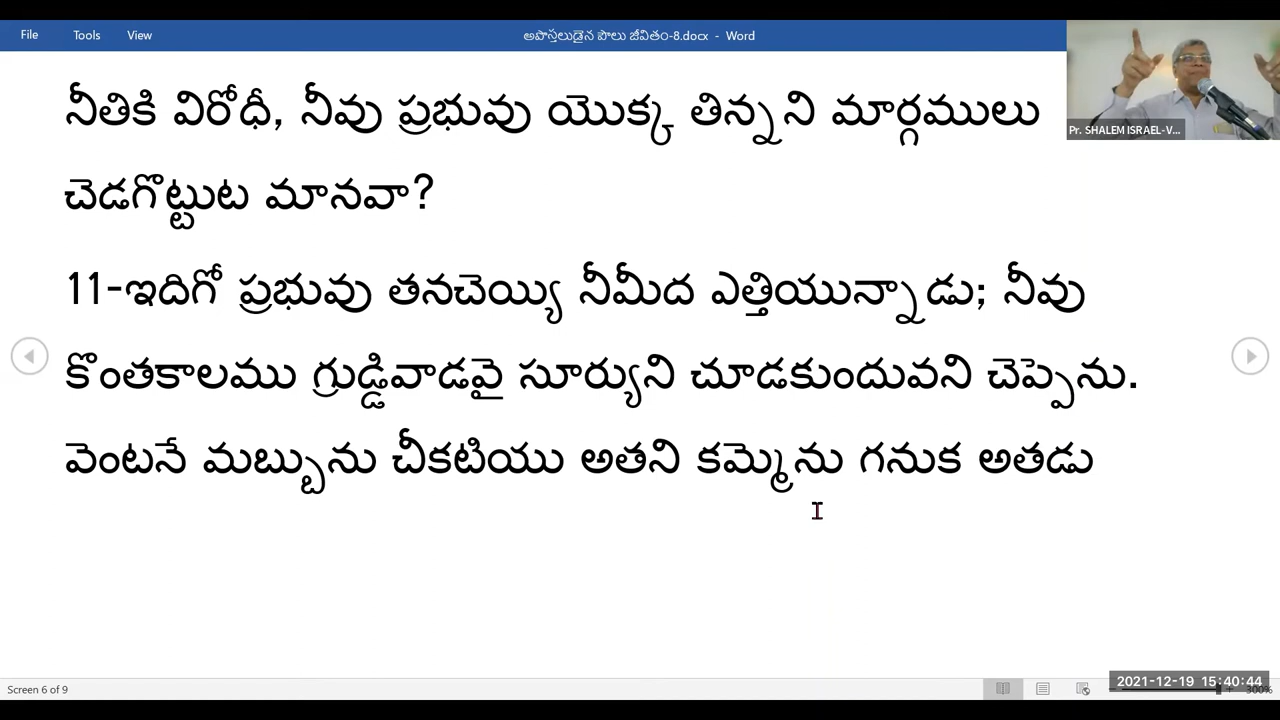 File Tools View అపొస్తలుడైన పౌలు జీవితం-8.docx - Word
Pr. SHALEM ISRAEL-V...
నీతికి విరోధీ, నీవు ప్రభువు యొక్క తిన్నని మార్గములు
చెడగొట్టుట మానవా?
11-ఇదిగో ప్రభువు తనచెయ్యి నీమీద ఎత్తియున్నాడు; నీవు
కొంతకాలము గ్రుడ్డివాడవై సూర్యుని చూడకుందువని చెప్పెను.
వెంటనే మబ్బును చీకటియు అతని కమ్మెను గనుక అతడు
Screen 6 of 9
2021-12-19 15:40:44
300%